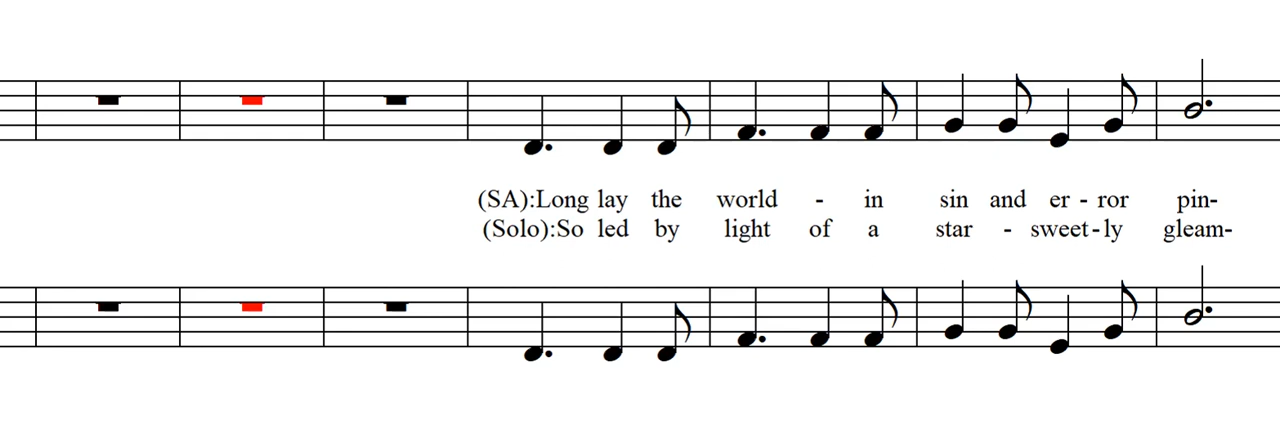 (SA):Long lay the world - in sin and er - ror pin-
(Solo):So led by light of a star - sweet-ly gleam-